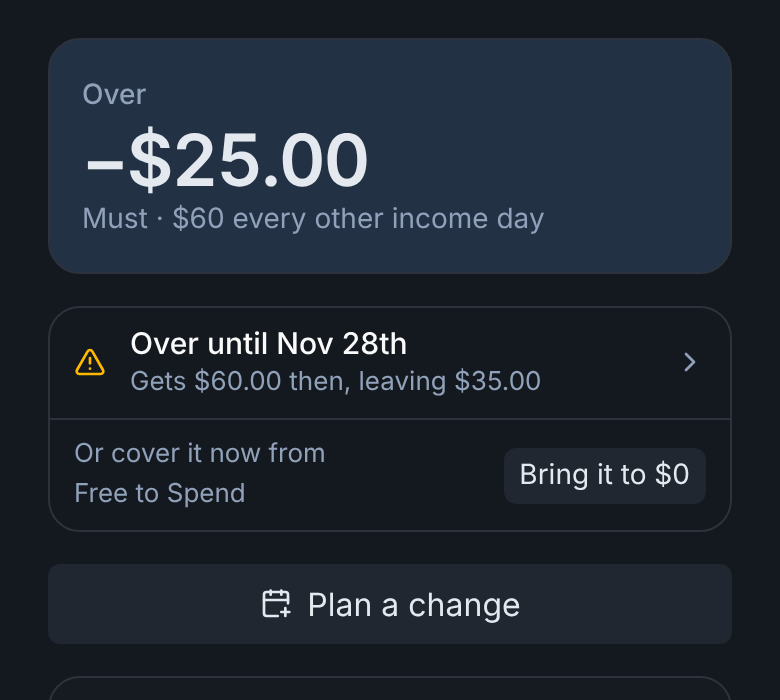 Over
−$25.00
Must · $60 every other income day
Over until Nov 28th
Gets $60.00 then, leaving $35.00
Or cover it now from
Free to Spend
Bring it to $0
Plan a change